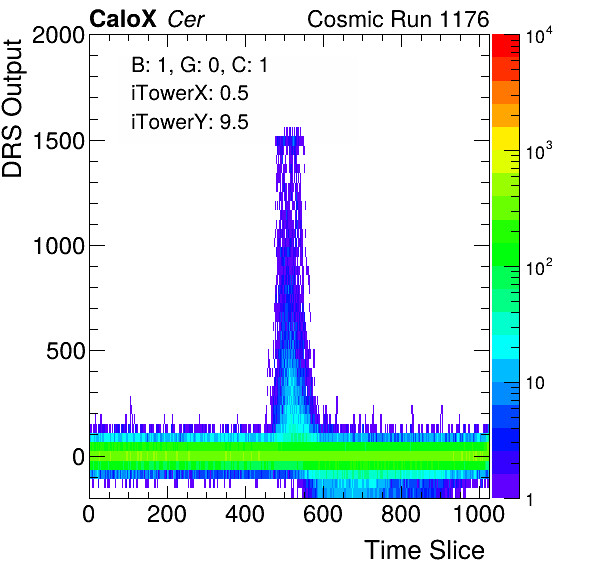 CaloX Cer Cosmic Run 1176
B: 1, G: 0, C: 1
iTowerX: 0.5
iTowerY: 9.5
DRS Output
2000
1500
1000
500
0
0 200 400 600 800 1000
Time Slice
10^4
10^3
10^2
10
1